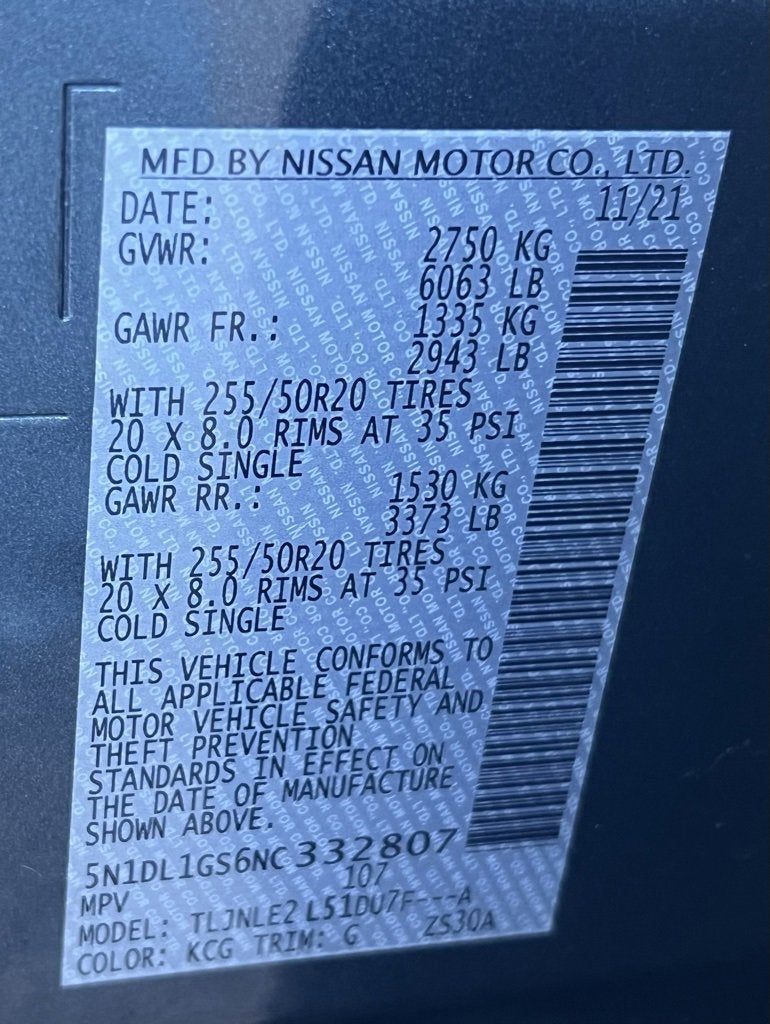 MFD BY NISSAN MOTOR CO., LTD.
DATE: 11/21
GVWR: 2750 KG
6063 LB
GAWR FR.: 1335 KG
2943 LB
WITH 255/50R20 TIRES
20 X 8.0 RIMS AT 35 PSI
COLD SINGLE
GAWR RR.: 1530 KG
3373 LB
WITH 255/50R20 TIRES
20 X 8.0 RIMS AT 35 PSI
COLD SINGLE
THIS VEHICLE CONFORMS TO
ALL APPLICABLE FEDERAL
MOTOR VEHICLE SAFETY AND
THEFT PREVENTION
STANDARDS IN EFFECT ON
THE DATE OF MANUFACTURE
SHOWN ABOVE.
5N1DL1GS6NC332807
MPV 107
MODEL: TLJNLE2 L51DU7F---A
COLOR: KCG TRIM: G ZS30A